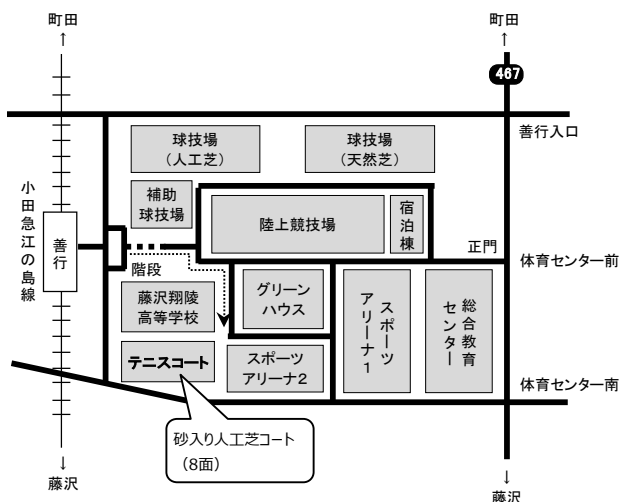 町田
↑
町田
↑
467
善行入口
球技場
（人工芝）
球技場
（天然芝）
補助
球技場
陸上競技場
宿泊棟
小田急江の島線
善行
正門
体育センター前
階段
グリーン
ハウス
スポーツ
アリーナ1
総合教育
センター
藤沢翔陵
高等学校
テニスコート
スポーツ
アリーナ2
体育センター南
砂入り人工芝コート
（8面）
↓
藤沢
↓
藤沢